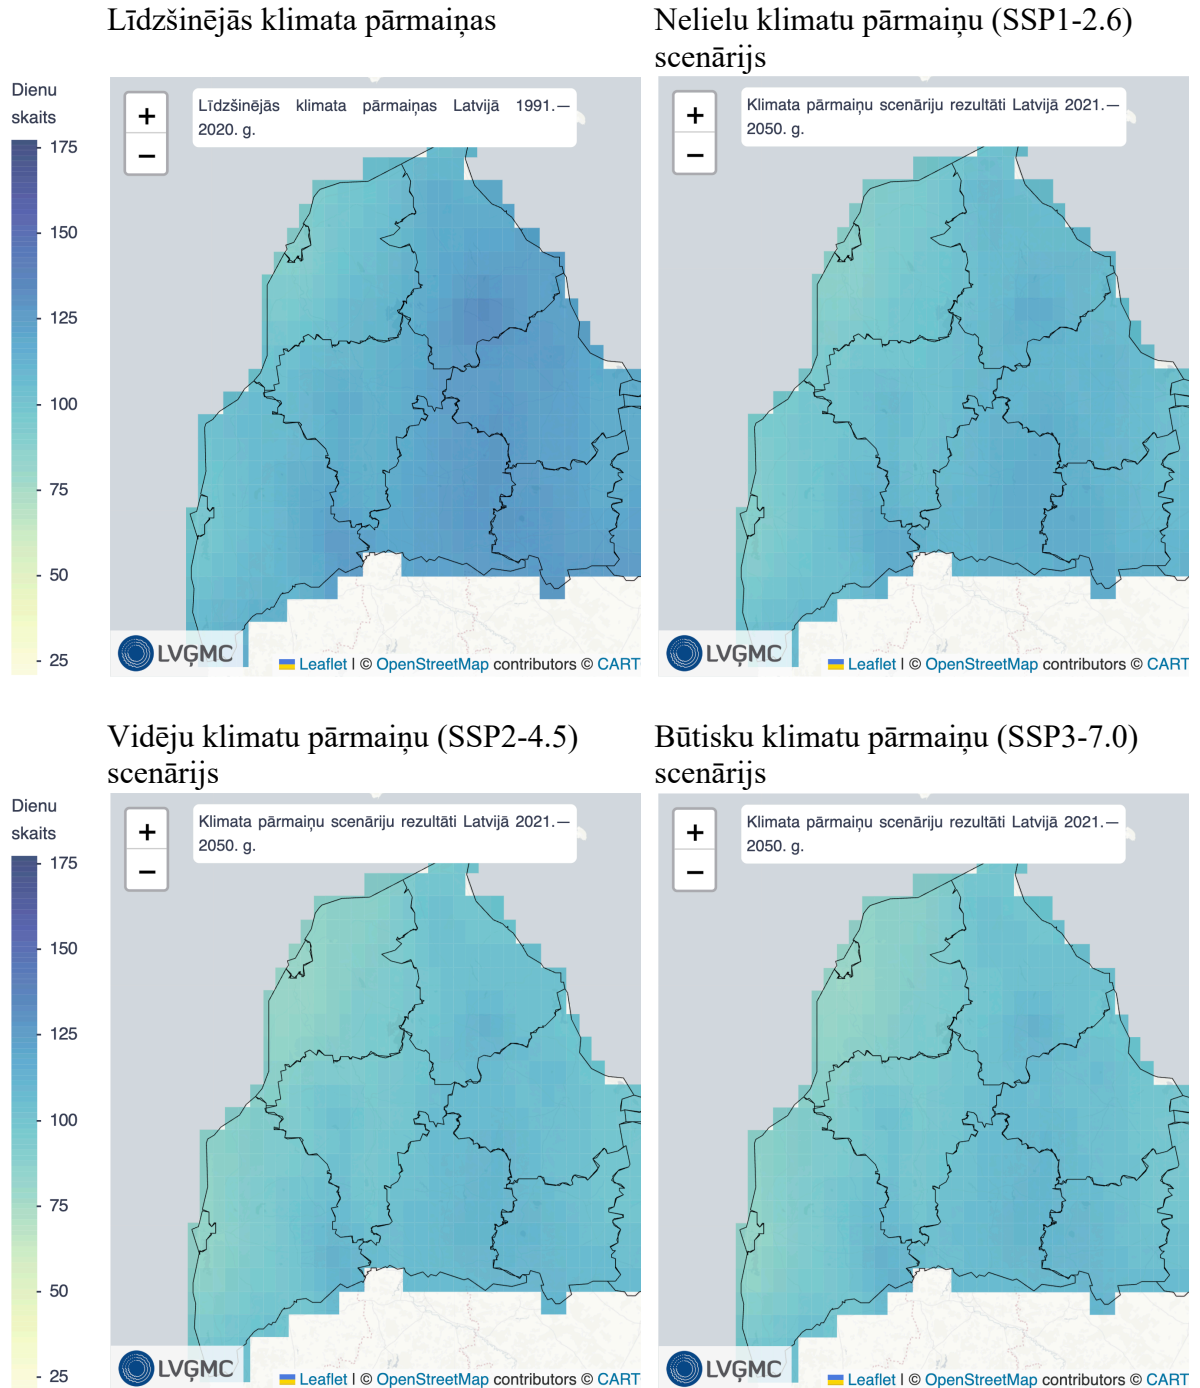 Līdzšinējās klimata pārmaiņas
Nelielu klimatu pārmaiņu (SSP1-2.6)
scenārijs
Dienu
skaits
175
150
125
100
75
50
25
+
−
Līdzšinējās klimata pārmaiņas Latvijā 1991.—
2020. g.
LVĢMC
Leaflet | © OpenStreetMap contributors © CART
+
−
Klimata pārmaiņu scenāriju rezultāti Latvijā 2021.—
2050. g.
LVĢMC
Leaflet | © OpenStreetMap contributors © CART
Vidēju klimatu pārmaiņu (SSP2-4.5)
scenārijs
Būtisku klimatu pārmaiņu (SSP3-7.0)
scenārijs
Dienu
skaits
175
150
125
100
75
50
25
+
−
Klimata pārmaiņu scenāriju rezultāti Latvijā 2021.—
2050. g.
LVĢMC
Leaflet | © OpenStreetMap contributors © CART
+
−
Klimata pārmaiņu scenāriju rezultāti Latvijā 2021.—
2050. g.
LVĢMC
Leaflet | © OpenStreetMap contributors © CART